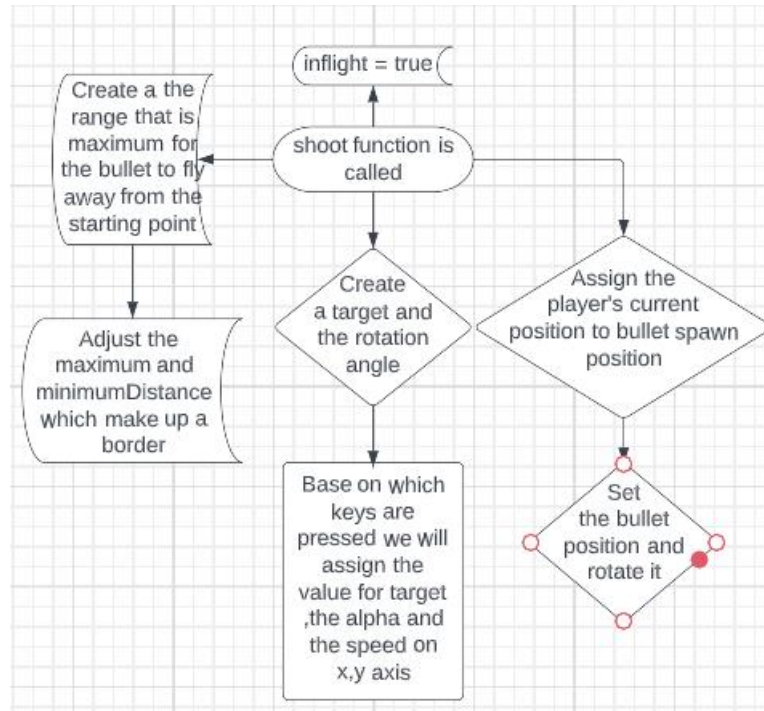 inflight = true
Create a the
range that is
maximum for
the bullet to fly
away from the
starting point
shoot function is
called
Create
a target and
the rotation
angle
Assign the
player's current
position to bullet spawn
position
Adjust the
maximum and
minimumDistance
which make up a
border
Base on which
keys are
pressed we will
assign the
value for target
,the alpha and
the speed on
x,y axis
Set
the bullet
position and
rotate it